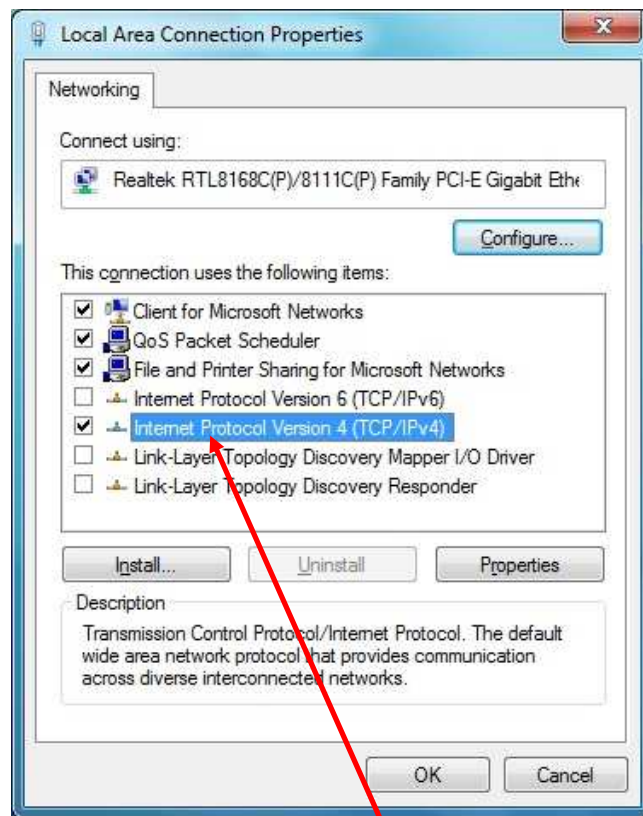 Local Area Connection Properties
Networking
Connect using:
Realtek RTL8168C(P)/8111C(P) Family PCI-E Gigabit Ethe
Configure...
This connection uses the following items:
Client for Microsoft Networks
QoS Packet Scheduler
File and Printer Sharing for Microsoft Networks
Internet Protocol Version 6 (TCP/IPv6)
Internet Protocol Version 4 (TCP/IPv4)
Link-Layer Topology Discovery Mapper I/O Driver
Link-Layer Topology Discovery Responder
Install... Uninstall Properties
Description
Transmission Control Protocol/Internet Protocol. The default
wide area network protocol that provides communication
across diverse interconnected networks.
OK Cancel